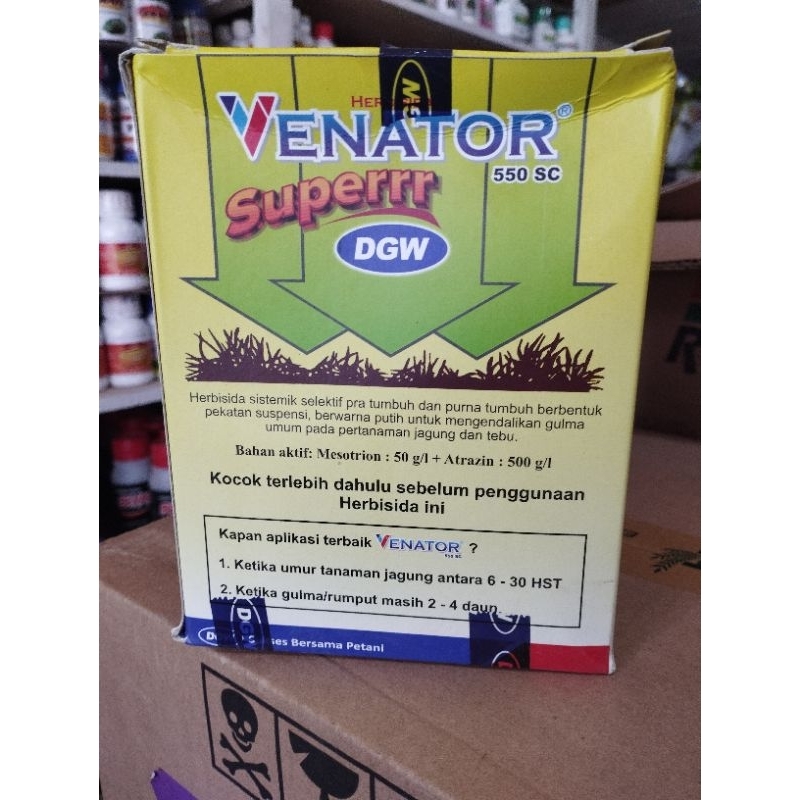 VENATOR®
550 SC
Superrr
DGW
Herbisida sistemik selektif pra tumbuh dan purna tumbuh berbentuk
pekatan suspensi, berwarna putih untuk mengendalikan gulma
umum pada pertanaman jagung dan tebu.
Bahan aktif: Mesotrion : 50 g/l + Atrazin : 500 g/l
Kocok terlebih dahulu sebelum penggunaan
Herbisida ini
Kapan aplikasi terbaik VENATOR ?
550 SC
1. Ketika umur tanaman jagung antara 6 - 30 HST
2. Ketika gulma/rumput masih 2 - 4 daun.
DGW
Bersama Petani